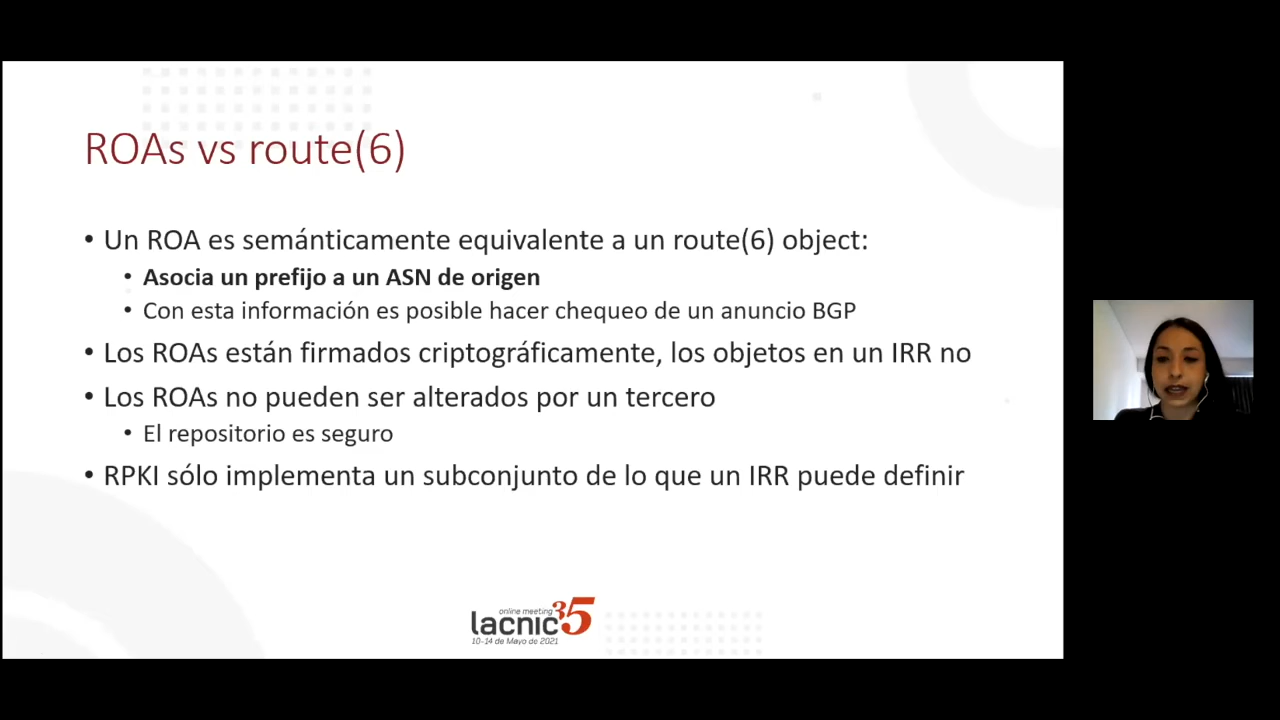 ROAs vs route(6)
• Un ROA es semánticamente equivalente a un route(6) object:
• Asocia un prefijo a un ASN de origen
• Con esta información es posible hacer chequeo de un anuncio BGP
• Los ROAs están firmados criptográficamente, los objetos en un IRR no
• Los ROAs no pueden ser alterados por un tercero
• El repositorio es seguro
• RPKI sólo implementa un subconjunto de lo que un IRR puede definir
online meeting
lacnic35
10-14 de Mayo de 2021